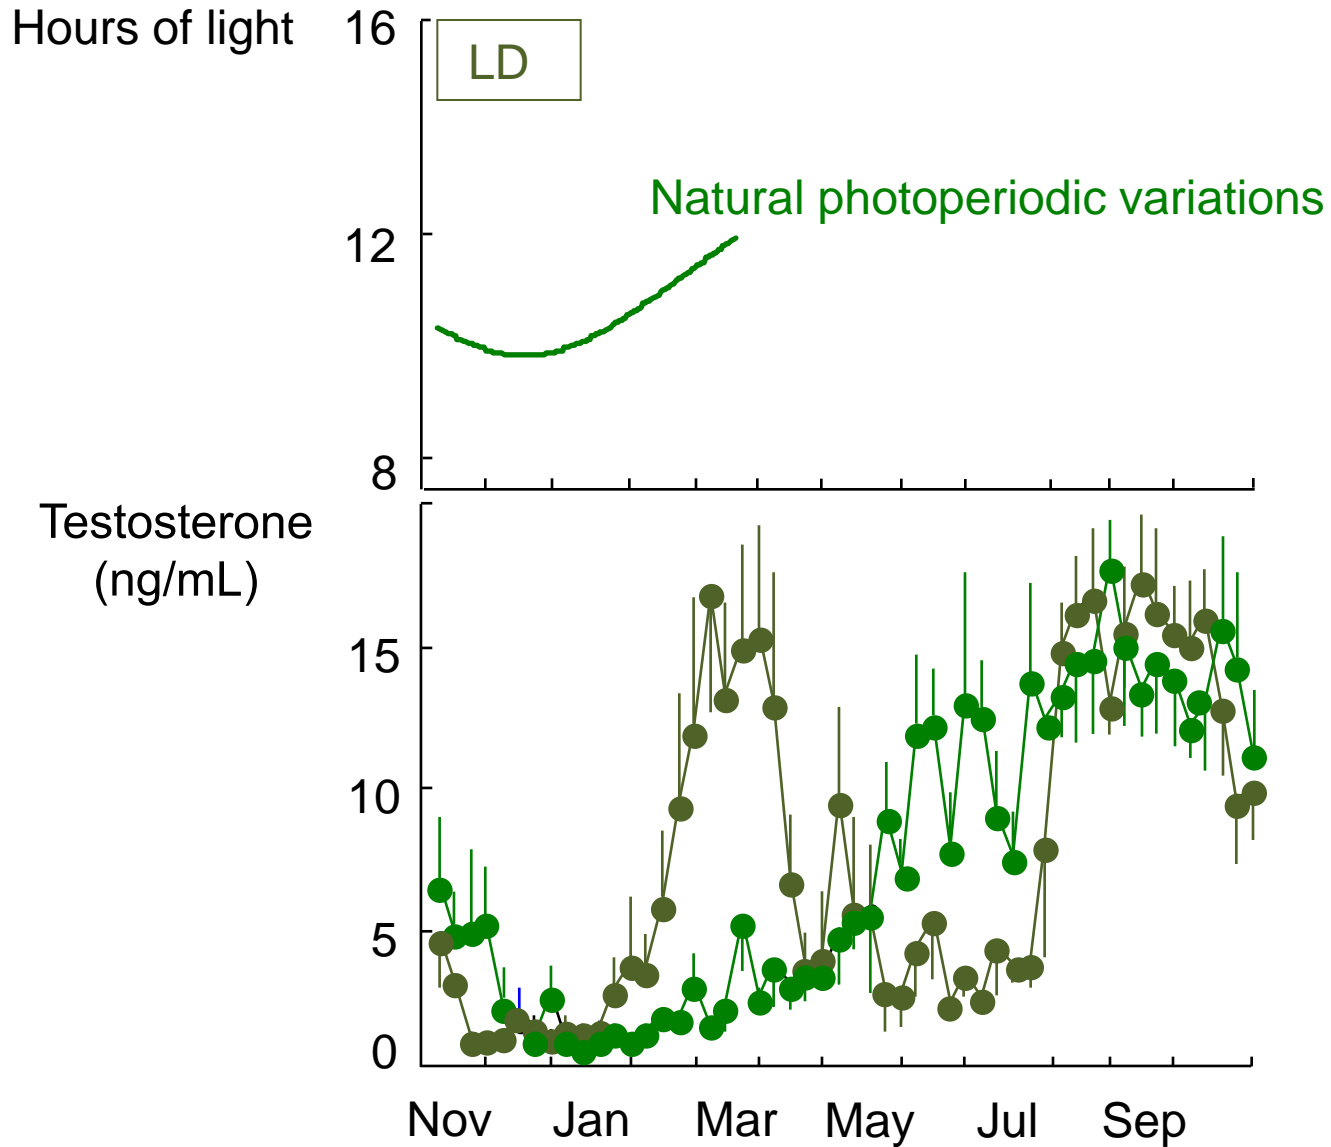 Hours of light
16
LD
Natural photoperiodic variations
12
8
Testosterone
(ng/mL)
15
10
5
0
Nov Jan Mar May Jul Sep